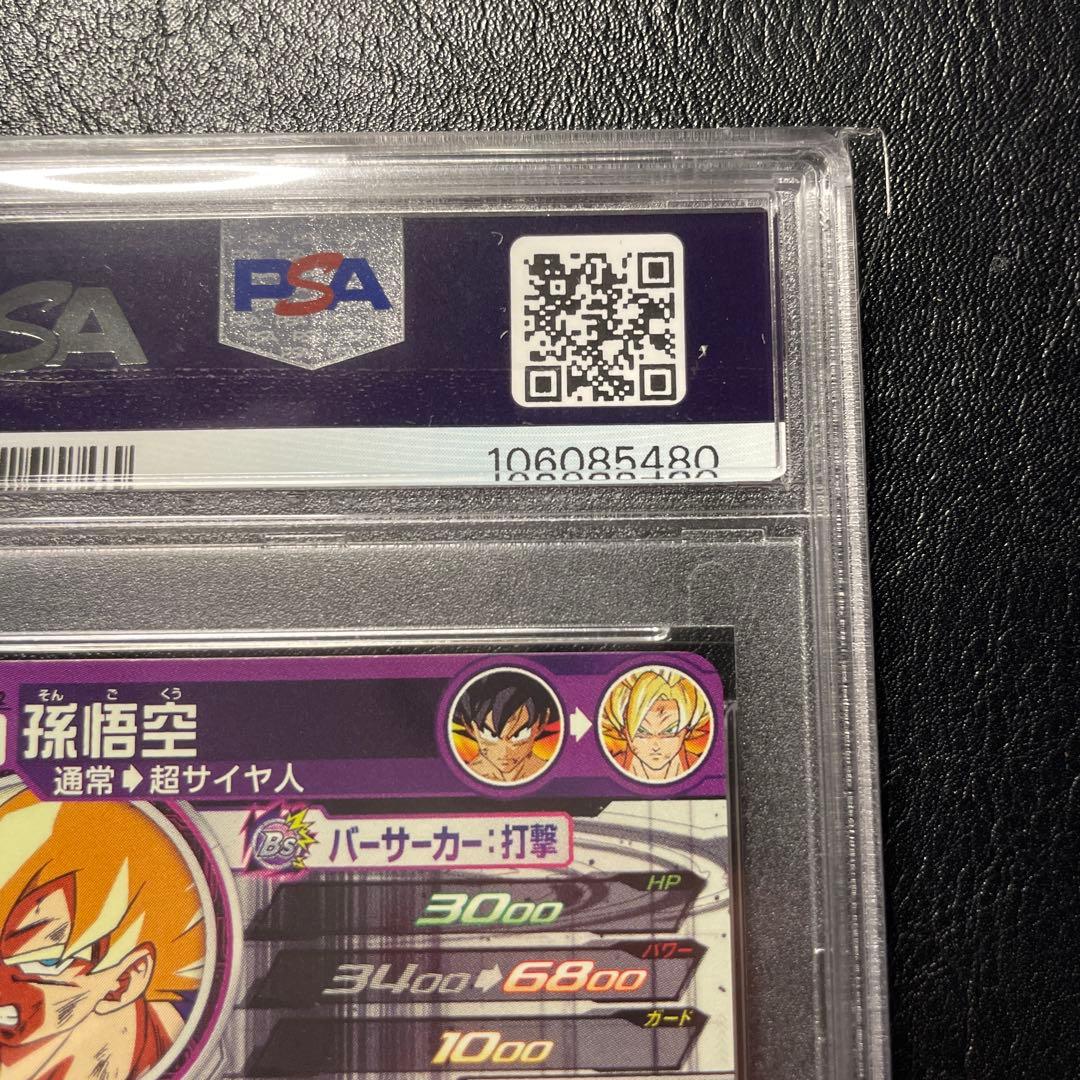 SA
PSA
106085480
そん ご くう
孫悟空
通常➡超サイヤ人
Bs バーサーカー:打撃
HP
3000
パワー
3400➡6800
ガード
1000